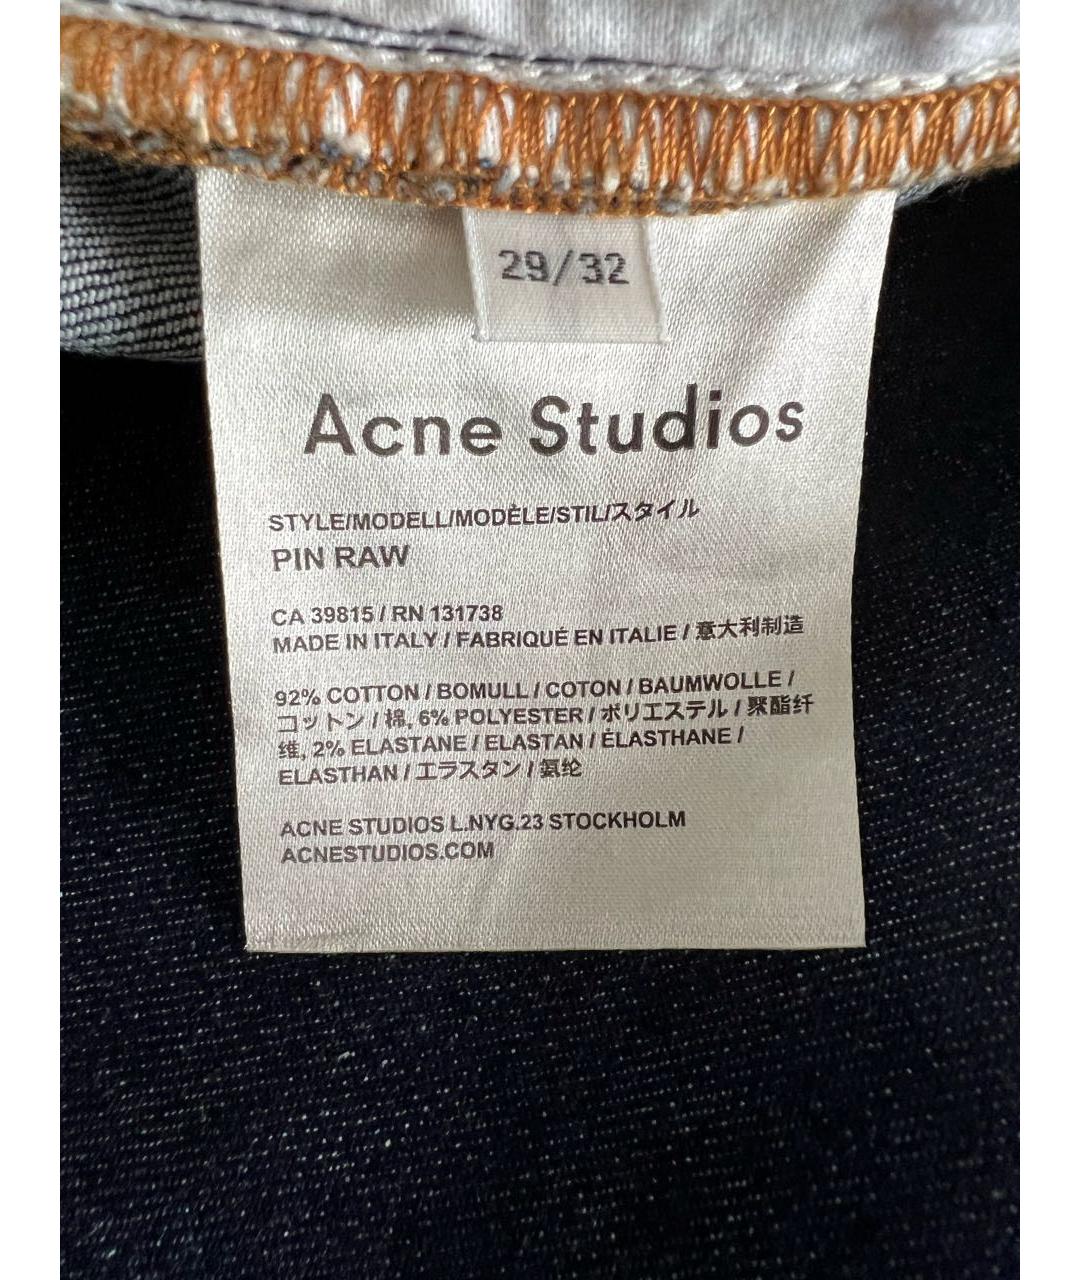 29/32
Acne Studios
STYLE/MODELL/MODÈLE/STIL/スタイル
PIN RAW
CA 39815 / RN 131738
MADE IN ITALY / FABRIQUÉ EN ITALIE / 意大利制造
92% COTTON / BOMULL / COTON / BAUMWOLLE /
コットン / 棉, 6% POLYESTER / ポリエステル / 聚酯纤
维, 2% ELASTANE / ELASTAN / ÉLASTHANE /
ELASTHAN / エラスタン / 氨纶
ACNE STUDIOS L.NYG.23 STOCKHOLM
ACNESTUDIOS.COM